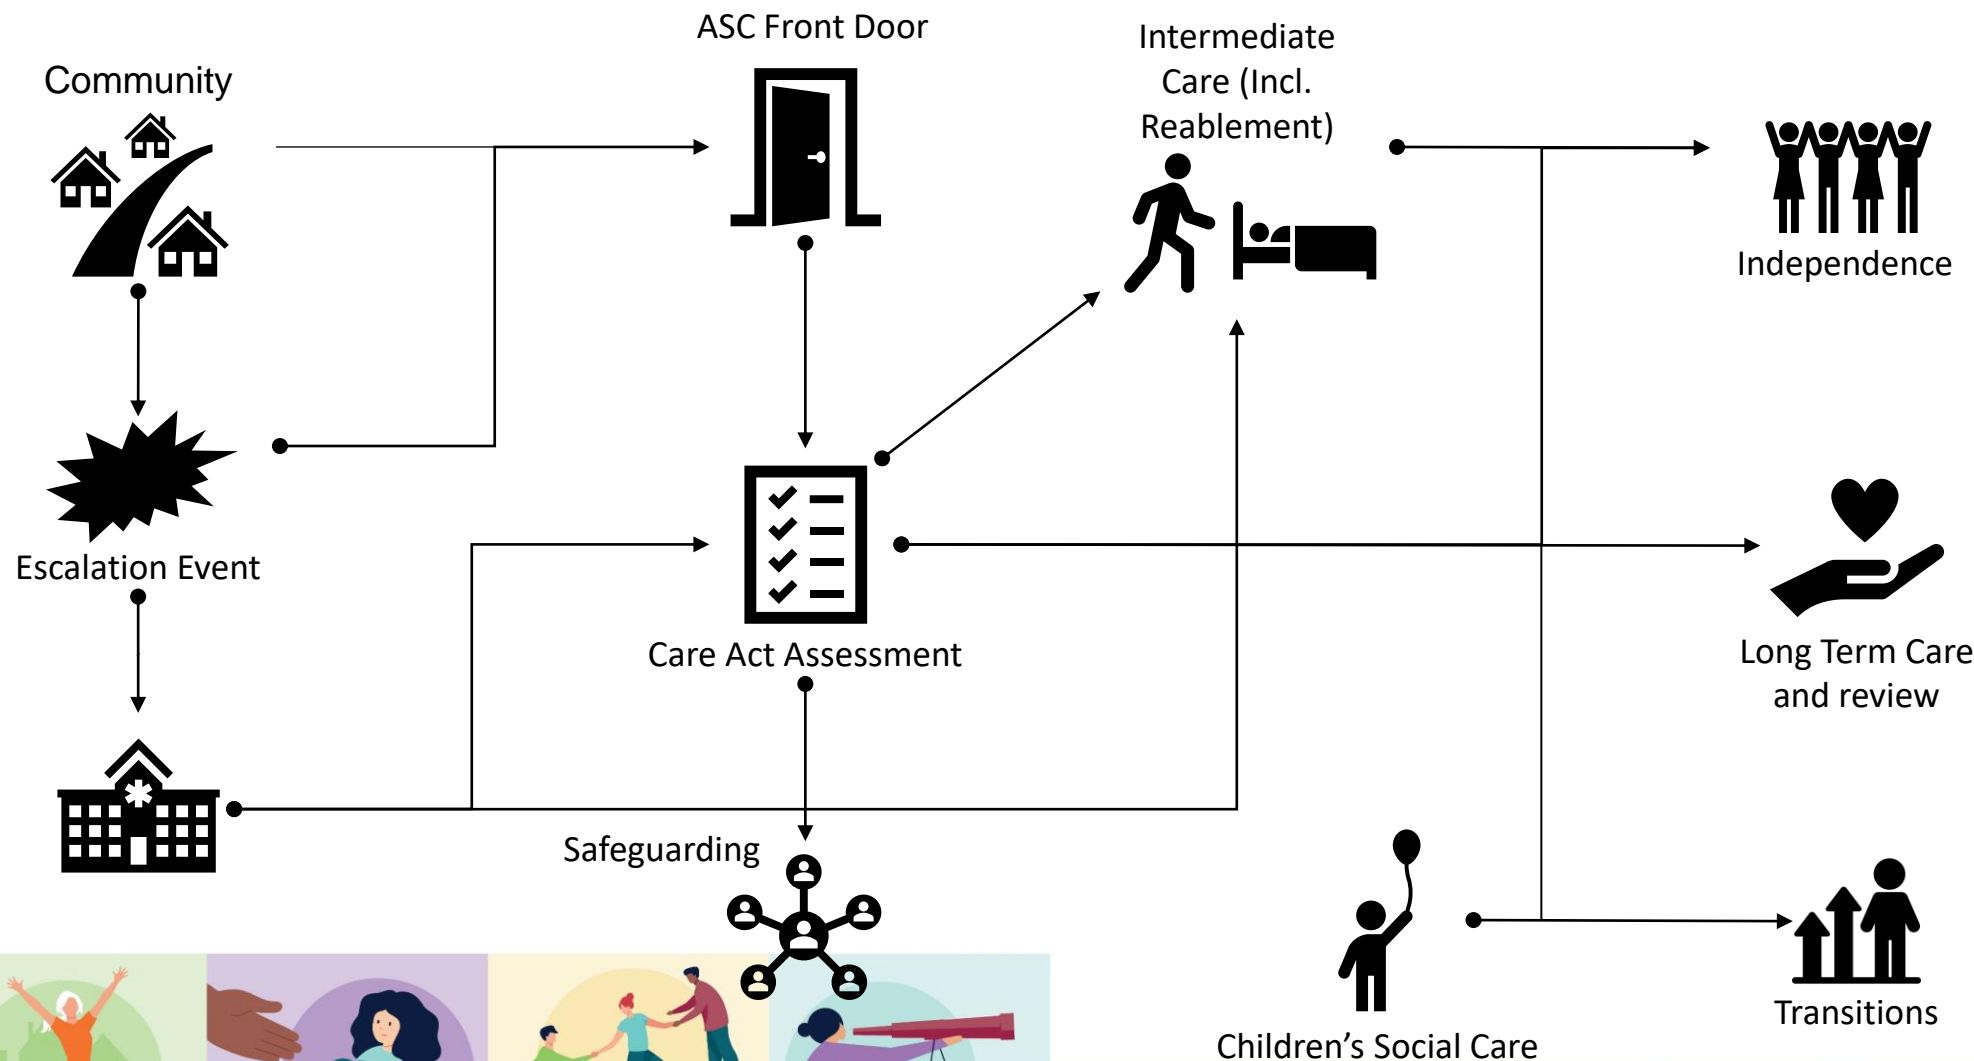 ASC Front Door
Intermediate
Care (Incl.
Reablement)
Community
Independence
Escalation Event
Care Act Assessment
Long Term Care
and review
Safeguarding
Transitions
Children’s Social Care